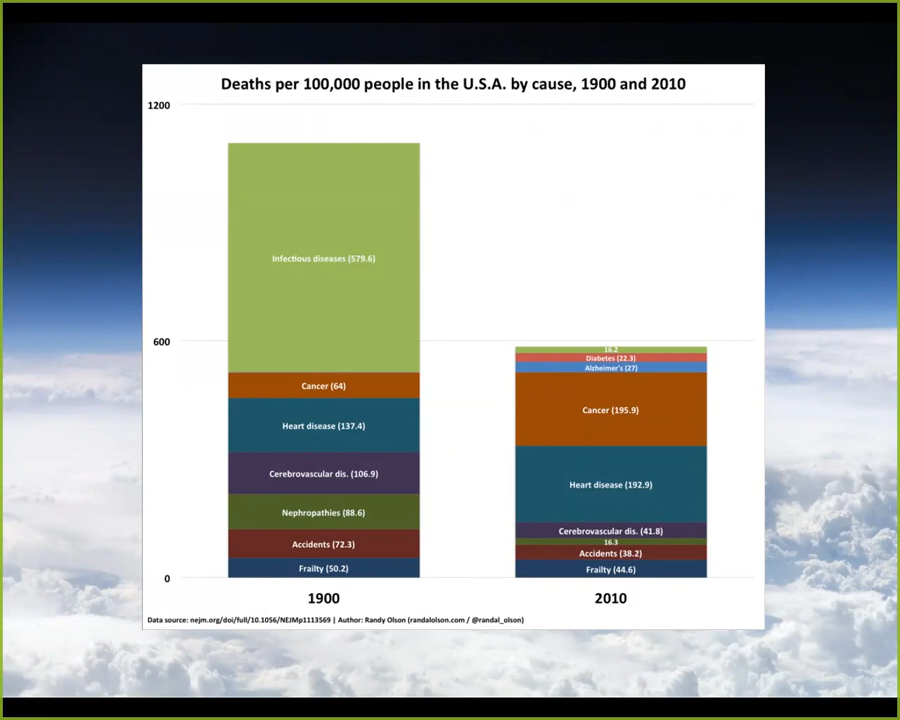 Deaths per 100,000 people in the U.S.A. by cause, 1900 and 2010
1200
600
0
Infectious diseases (579.6)
Cancer (64)
Heart disease (137.4)
Cerebrovascular dis. (106.9)
Nephropathies (88.6)
Accidents (72.3)
Frailty (50.2)
1900
16.2
Diabetes (22.3)
Alzheimer's (27)
Cancer (195.9)
Heart disease (192.9)
Cerebrovascular dis. (41.8)
16.3
Accidents (38.2)
Frailty (44.6)
2010
Data source: nejm.org/doi/full/10.1056/NEJMp1113569 | Author: Randy Olson (randalolson.com / @randal_olson)